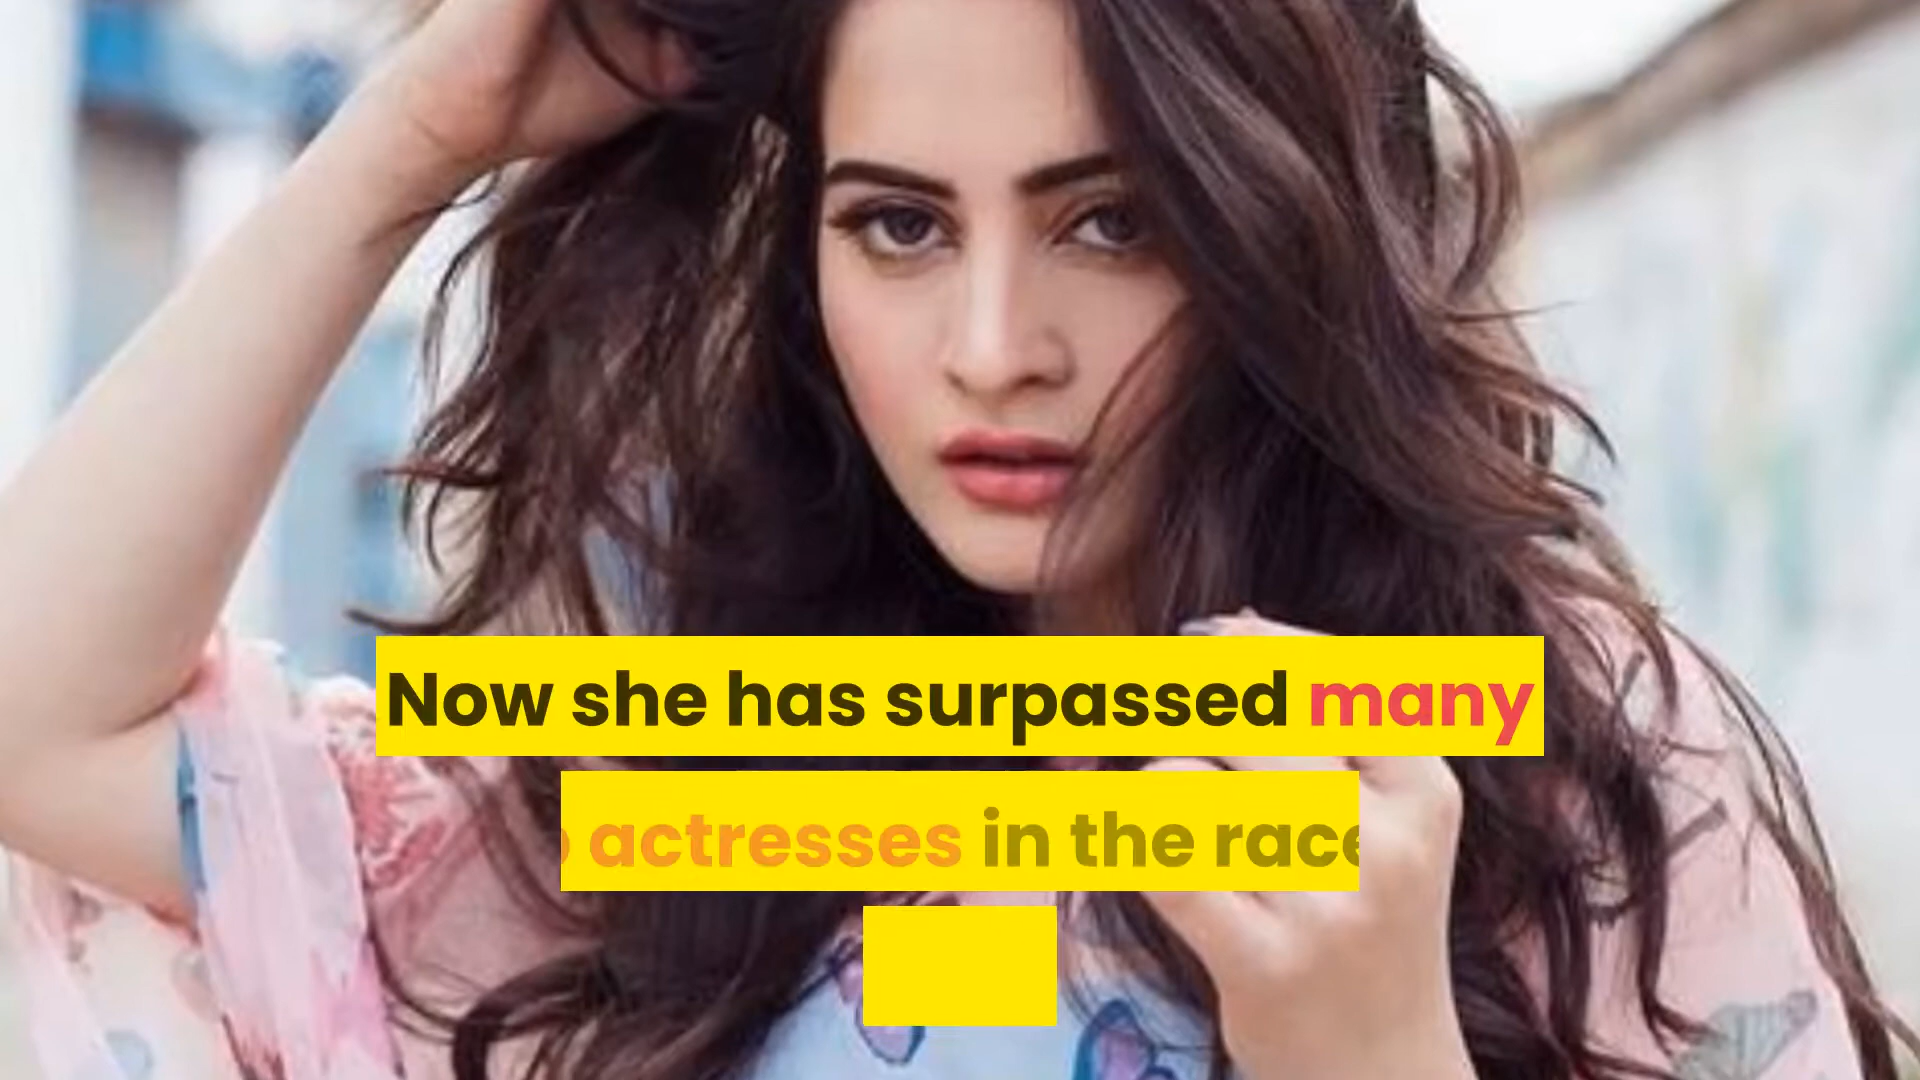 Now she has surpassed many
actresses in the race